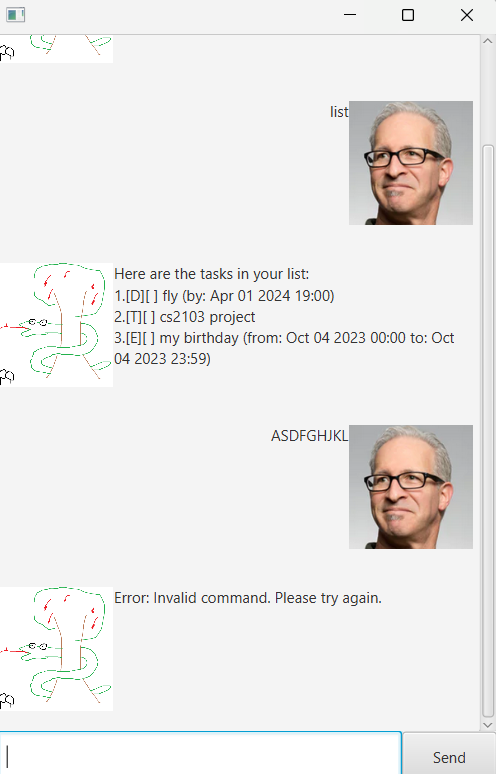 list
Here are the tasks in your list:
1.[D][ ] fly (by: Apr 01 2024 19:00)
2.[T][ ] cs2103 project
3.[E][ ] my birthday (from: Oct 04 2023 00:00 to: Oct
04 2023 23:59)
ASDFGHJKL
Error: Invalid command. Please try again.
Send